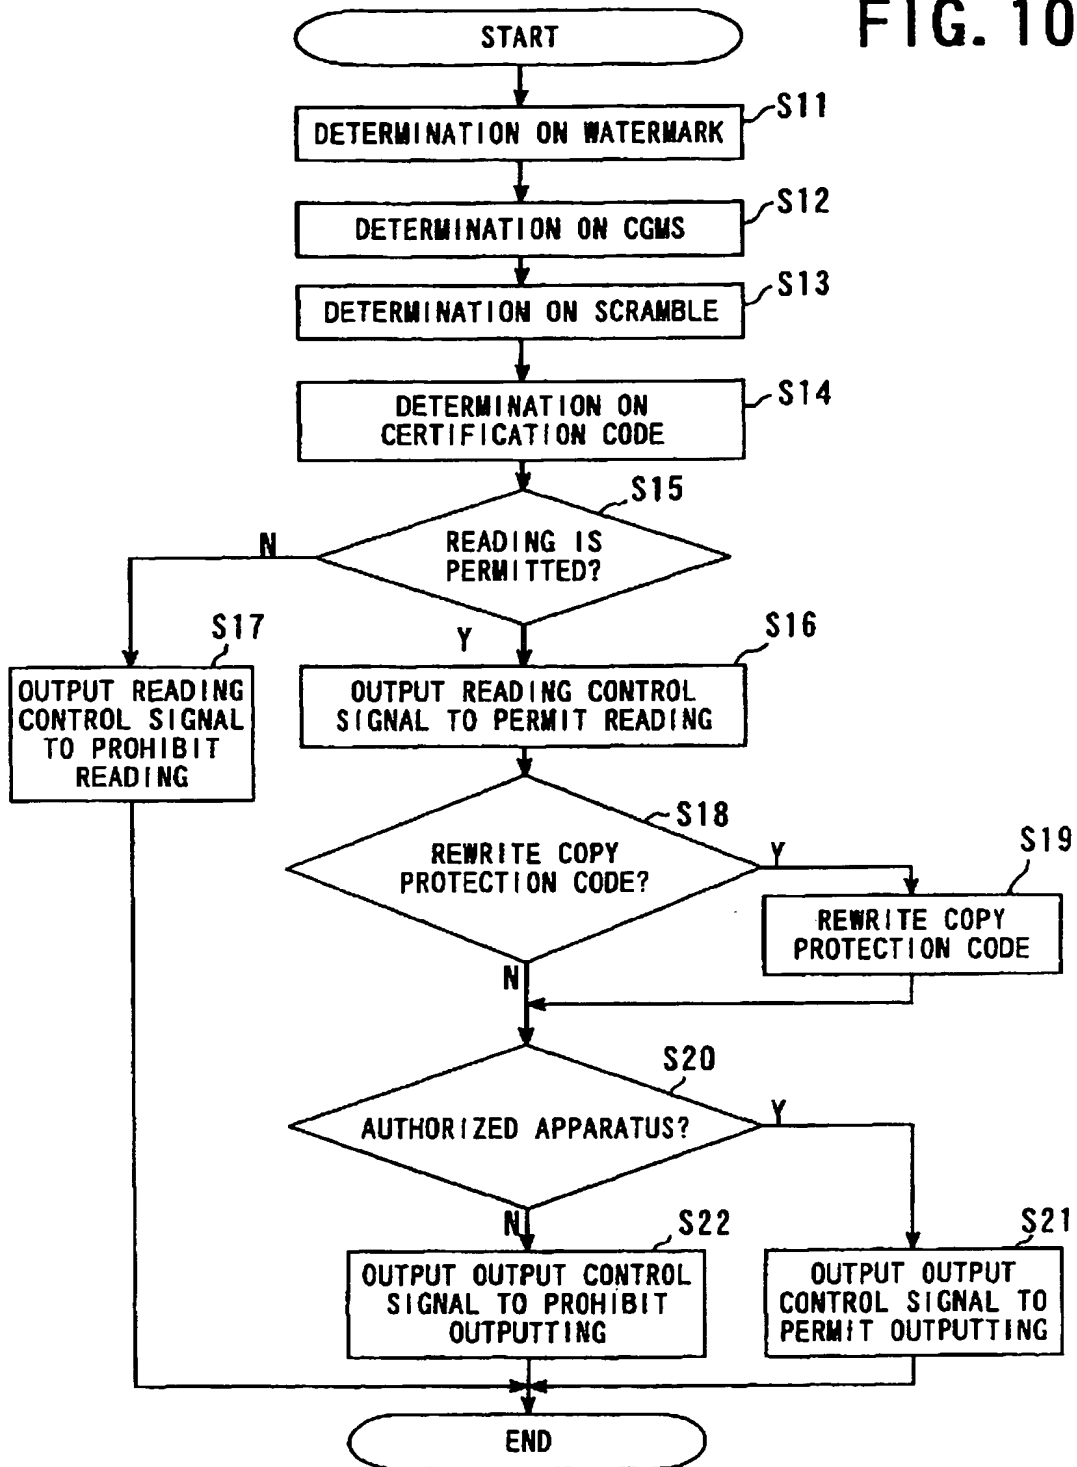 FIG. 10
START
S11
DETERMINATION ON WATERMARK
S12
DETERMINATION ON CGMS
S13
DETERMINATION ON SCRAMBLE
S14
DETERMINATION ON
CERTIFICATION CODE
S15
READING IS
PERMITTED?
N
Y
S17
OUTPUT READING
CONTROL SIGNAL
TO PROHIBIT
READING
S16
OUTPUT READING CONTROL
SIGNAL TO PERMIT READING
S18
REWRITE COPY
PROTECTION CODE?
Y
N
S19
REWRITE COPY
PROTECTION CODE
S20
AUTHORIZED APPARATUS?
Y
N
S22
OUTPUT OUTPUT CONTROL
SIGNAL TO PROHIBIT
OUTPUTTING
S21
OUTPUT OUTPUT
CONTROL SIGNAL TO
PERMIT OUTPUTTING
END